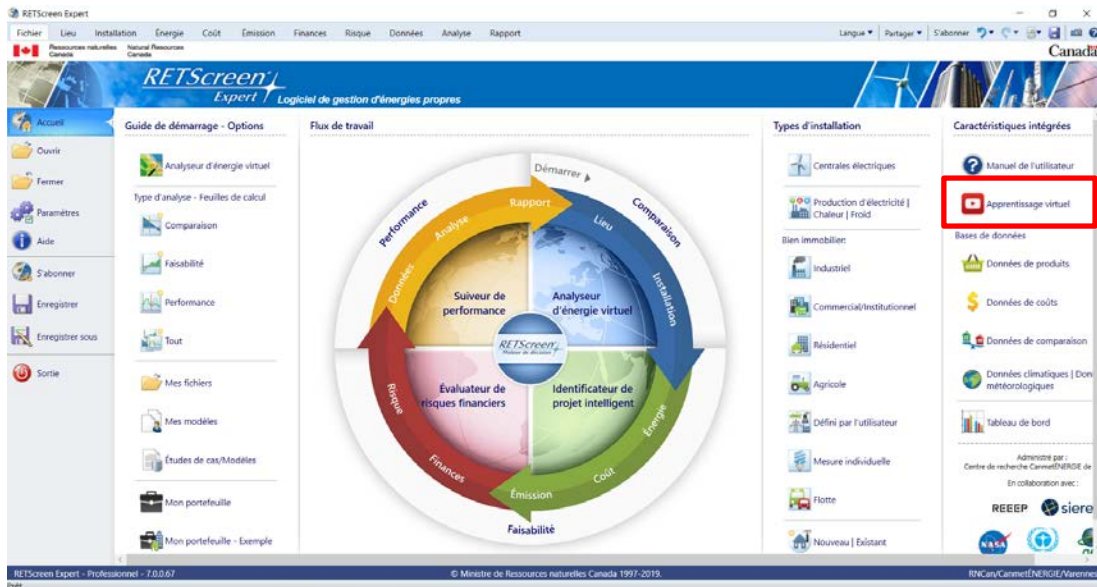 RETScreen Expert
Fichier Lieu Installation Énergie Coût Émission Finances Risque Données Analyse Rapport
Langue Partager S'abonner
Ressources naturelles Canada
Natural Resources Canada
Canada
RETScreen
Expert
Logiciel de gestion d'énergies propres
Accueil
Ouvrir
Fermer
Paramètres
Aide
S'abonner
Enregistrer
Enregistrer sous
Sortie
Guide de démarrage - Options
Analyseur d'énergie virtuel
Type d'analyse - Feuilles de calcul
Comparaison
Faisabilité
Performance
Tout
Mes fichiers
Mes modèles
Études de cas/Modèles
Mon portefeuille
Mon portefeuille - Exemple
Flux de travail
Démarrer
Performance
Comparaison
Rapport
Lieu
Analyse
Données
Installation
Suiveur de
performance
Analyseur
d'énergie virtuel
RETScreen
Évaluateur de
risques financiers
Identificateur de
projet intelligent
Risque
Énergie
Finances
Coût
Émission
Faisabilité
Types d'installation
Centrales électriques
Production d'électricité |
Chaleur | Froid
Bien immobilier:
Industriel
Commercial/Institutionnel
Résidentiel
Agricole
Défini par l'utilisateur
Mesure individuelle
Flotte
Nouveau | Existant
Caractéristiques intégrées
Manuel de l'utilisateur
Apprentissage virtuel
Bases de données
Données de produits
Données de coûts
Données de comparaison
Données climatiques | Don
météorologiques
Tableau de bord
Administré par :
Centre de recherche CanmetÉNERGIE de
En collaboration avec :
REEEP
siere
NASA
RETScreen Expert - Professionnel - 7.0.0.67
© Ministre de Ressources naturelles Canada 1997-2019.
RNCan/CanmetÉNERGIE/Varennes
Prêt